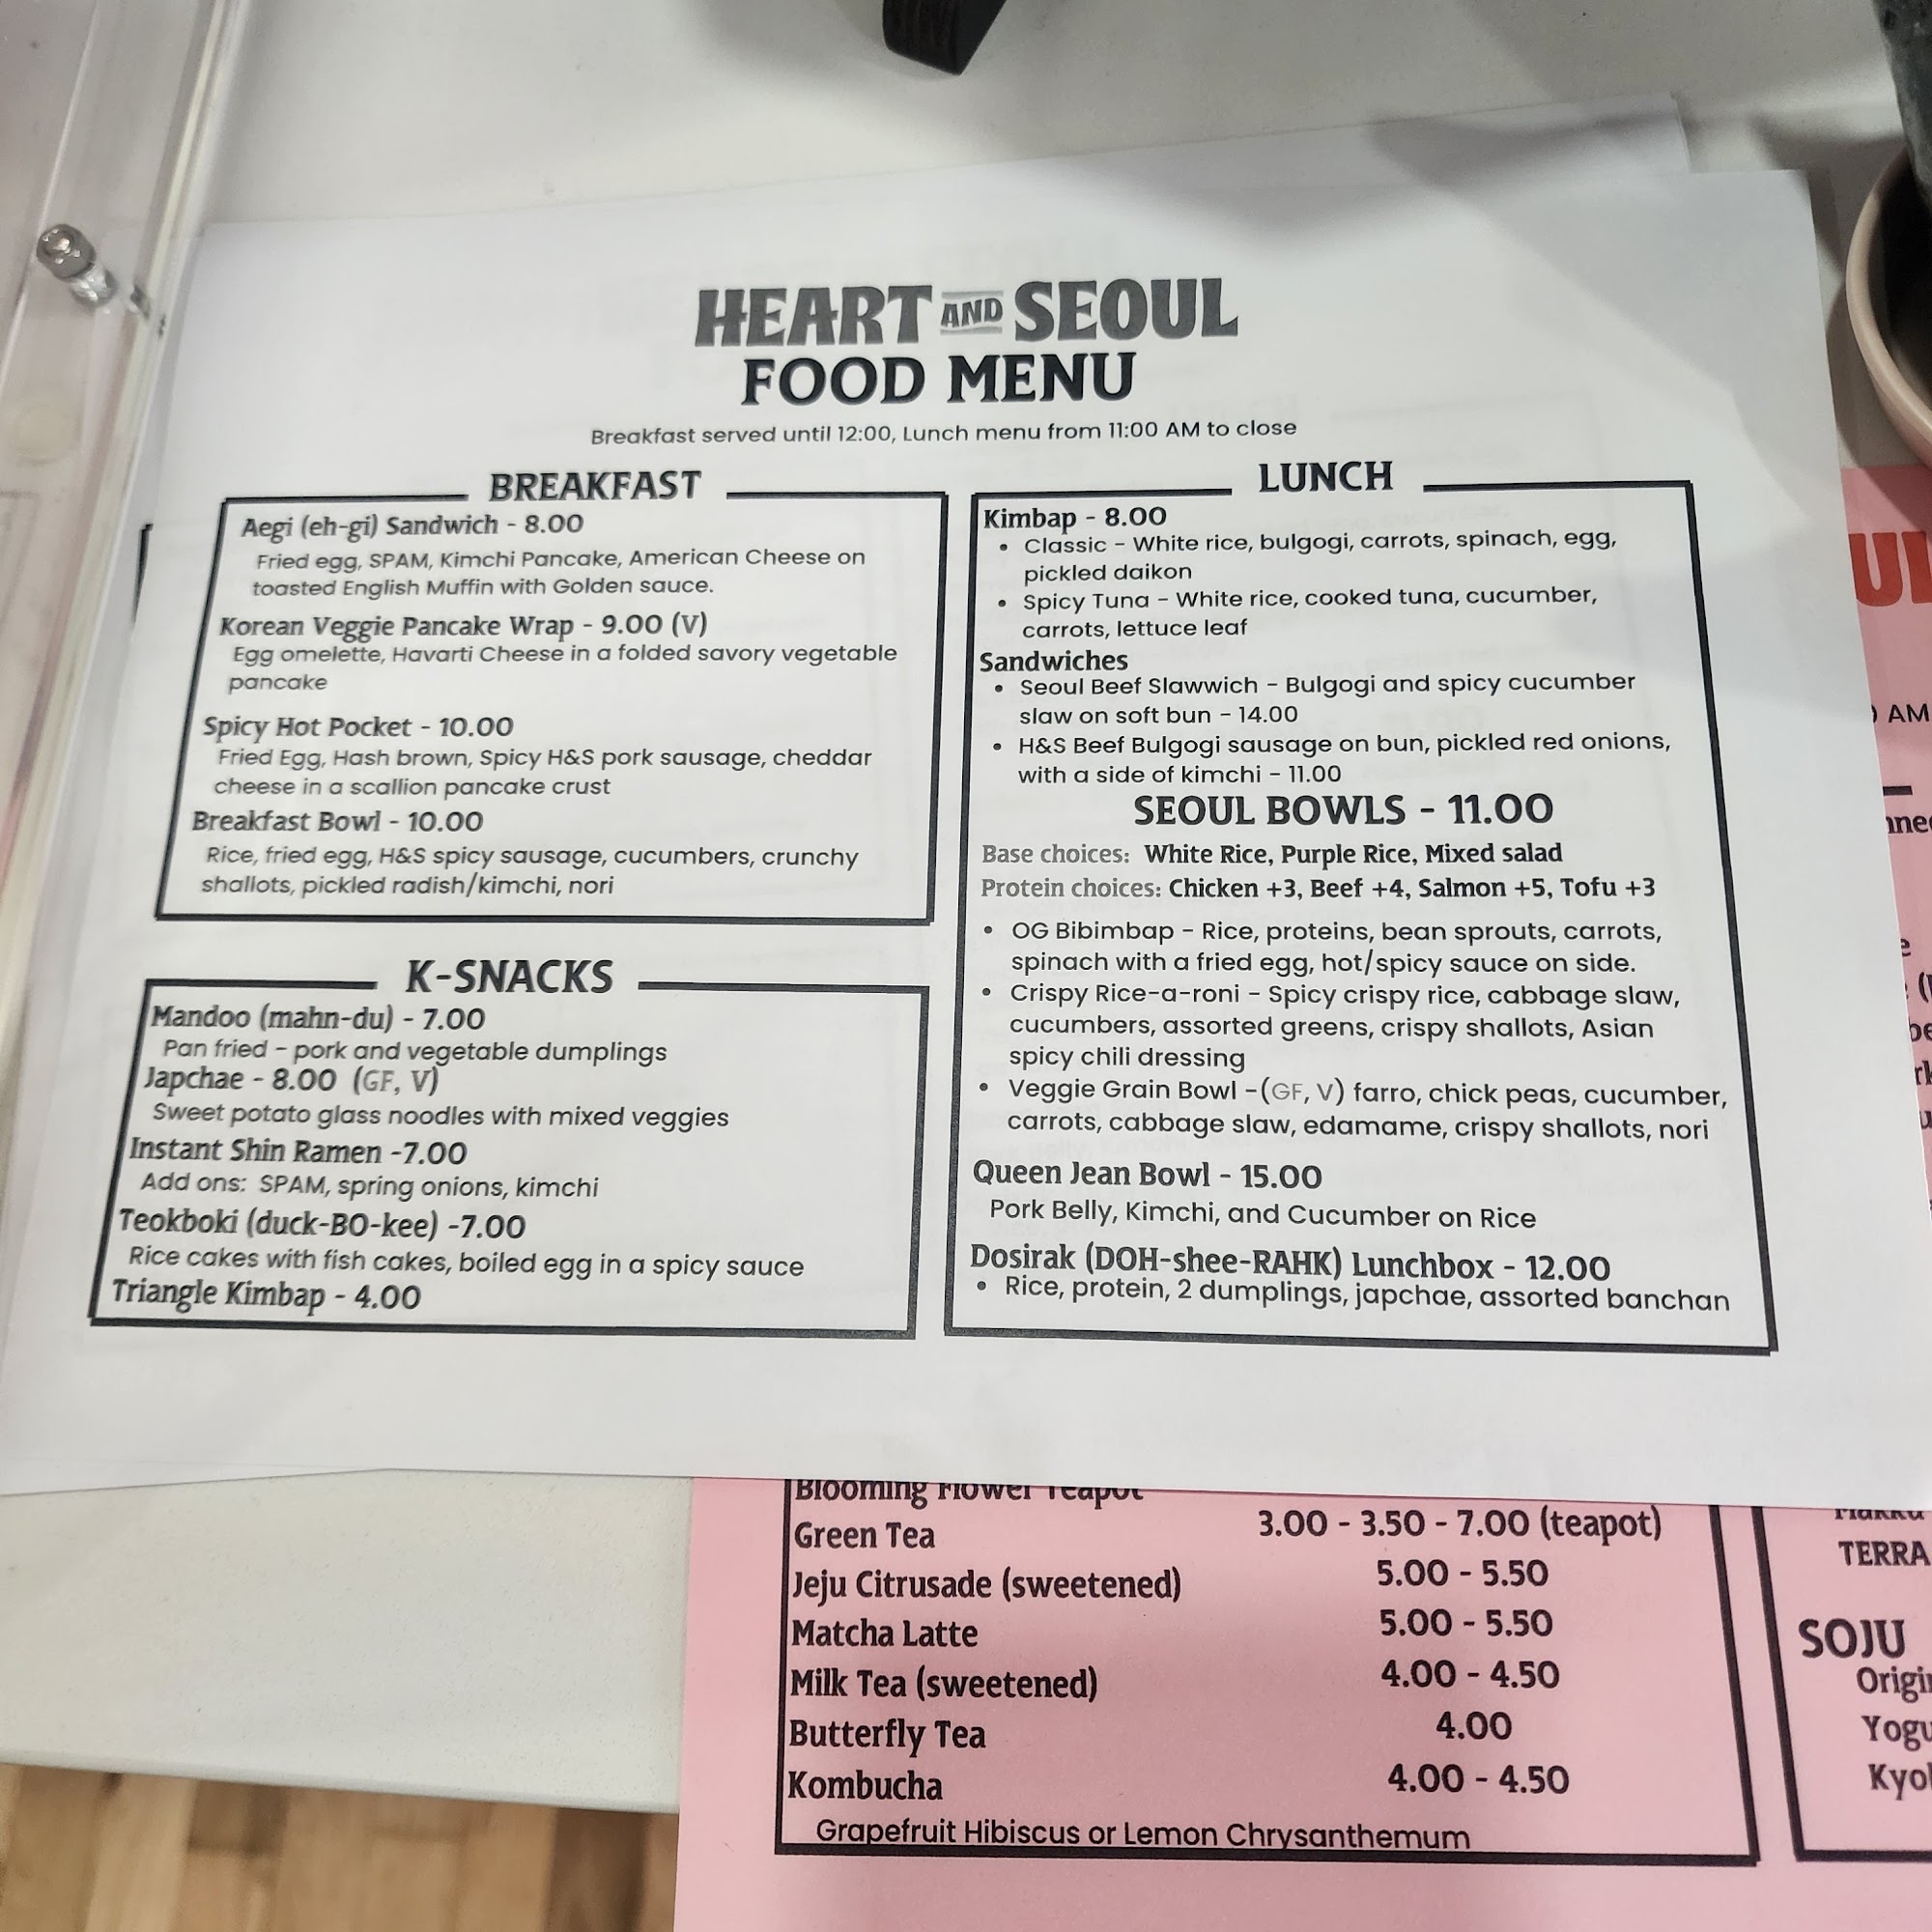 HEART AND SEOUL
FOOD MENU
Breakfast served until 12:00, Lunch menu from 11:00 AM to close
BREAKFAST
Aegi (eh-gi) Sandwich - 8.00
Fried egg, SPAM, Kimchi Pancake, American Cheese on
toasted English Muffin with Golden sauce.
Korean Veggie Pancake Wrap - 9.00 (V)
Egg omelette, Havarti Cheese in a folded savory vegetable
pancake
Spicy Hot Pocket - 10.00
Fried Egg, Hash brown, Spicy H&S pork sausage, cheddar
cheese in a scallion pancake crust
Breakfast Bowl - 10.00
Rice, fried egg, H&S spicy sausage, cucumbers, crunchy
shallots, pickled radish/kimchi, nori
K-SNACKS
Mandoo (mahn-du) - 7.00
Pan fried - pork and vegetable dumplings
Japchae - 8.00 (GF, V)
Sweet potato glass noodles with mixed veggies
Instant Shin Ramen -7.00
Add ons: SPAM, spring onions, kimchi
Teokboki (duck-BO-kee) -7.00
Rice cakes with fish cakes, boiled egg in a spicy sauce
Triangle Kimbap - 4.00
LUNCH
Kimbap - 8.00
• Classic - White rice, bulgogi, carrots, spinach, egg,
pickled daikon
• Spicy Tuna - White rice, cooked tuna, cucumber,
carrots, lettuce leaf
Sandwiches
• Seoul Beef Slawwich - Bulgogi and spicy cucumber
slaw on soft bun - 14.00
• H&S Beef Bulgogi sausage on bun, pickled red onions,
with a side of kimchi - 11.00
SEOUL BOWLS - 11.00
Base choices: White Rice, Purple Rice, Mixed salad
Protein choices: Chicken +3, Beef +4, Salmon +5, Tofu +3
• OG Bibimbap - Rice, proteins, bean sprouts, carrots,
spinach with a fried egg, hot/spicy sauce on side.
• Crispy Rice-a-roni - Spicy crispy rice, cabbage slaw,
cucumbers, assorted greens, crispy shallots, Asian
spicy chili dressing
• Veggie Grain Bowl -(GF, V) farro, chick peas, cucumber,
carrots, cabbage slaw, edamame, crispy shallots, nori
Queen Jean Bowl - 15.00
Pork Belly, Kimchi, and Cucumber on Rice
Dosirak (DOH-shee-RAHK) Lunchbox - 12.00
• Rice, protein, 2 dumplings, japchae, assorted banchan
AM
Blooming Flower Teapot
Green Tea 3.00 - 3.50 - 7.00 (teapot)
Jeju Citrusade (sweetened) 5.00 - 5.50
Matcha Latte 5.00 - 5.50
Milk Tea (sweetened) 4.00 - 4.50
Butterfly Tea 4.00
Kombucha 4.00 - 4.50
Grapefruit Hibiscus or Lemon Chrysanthemum
TERRA
SOJU